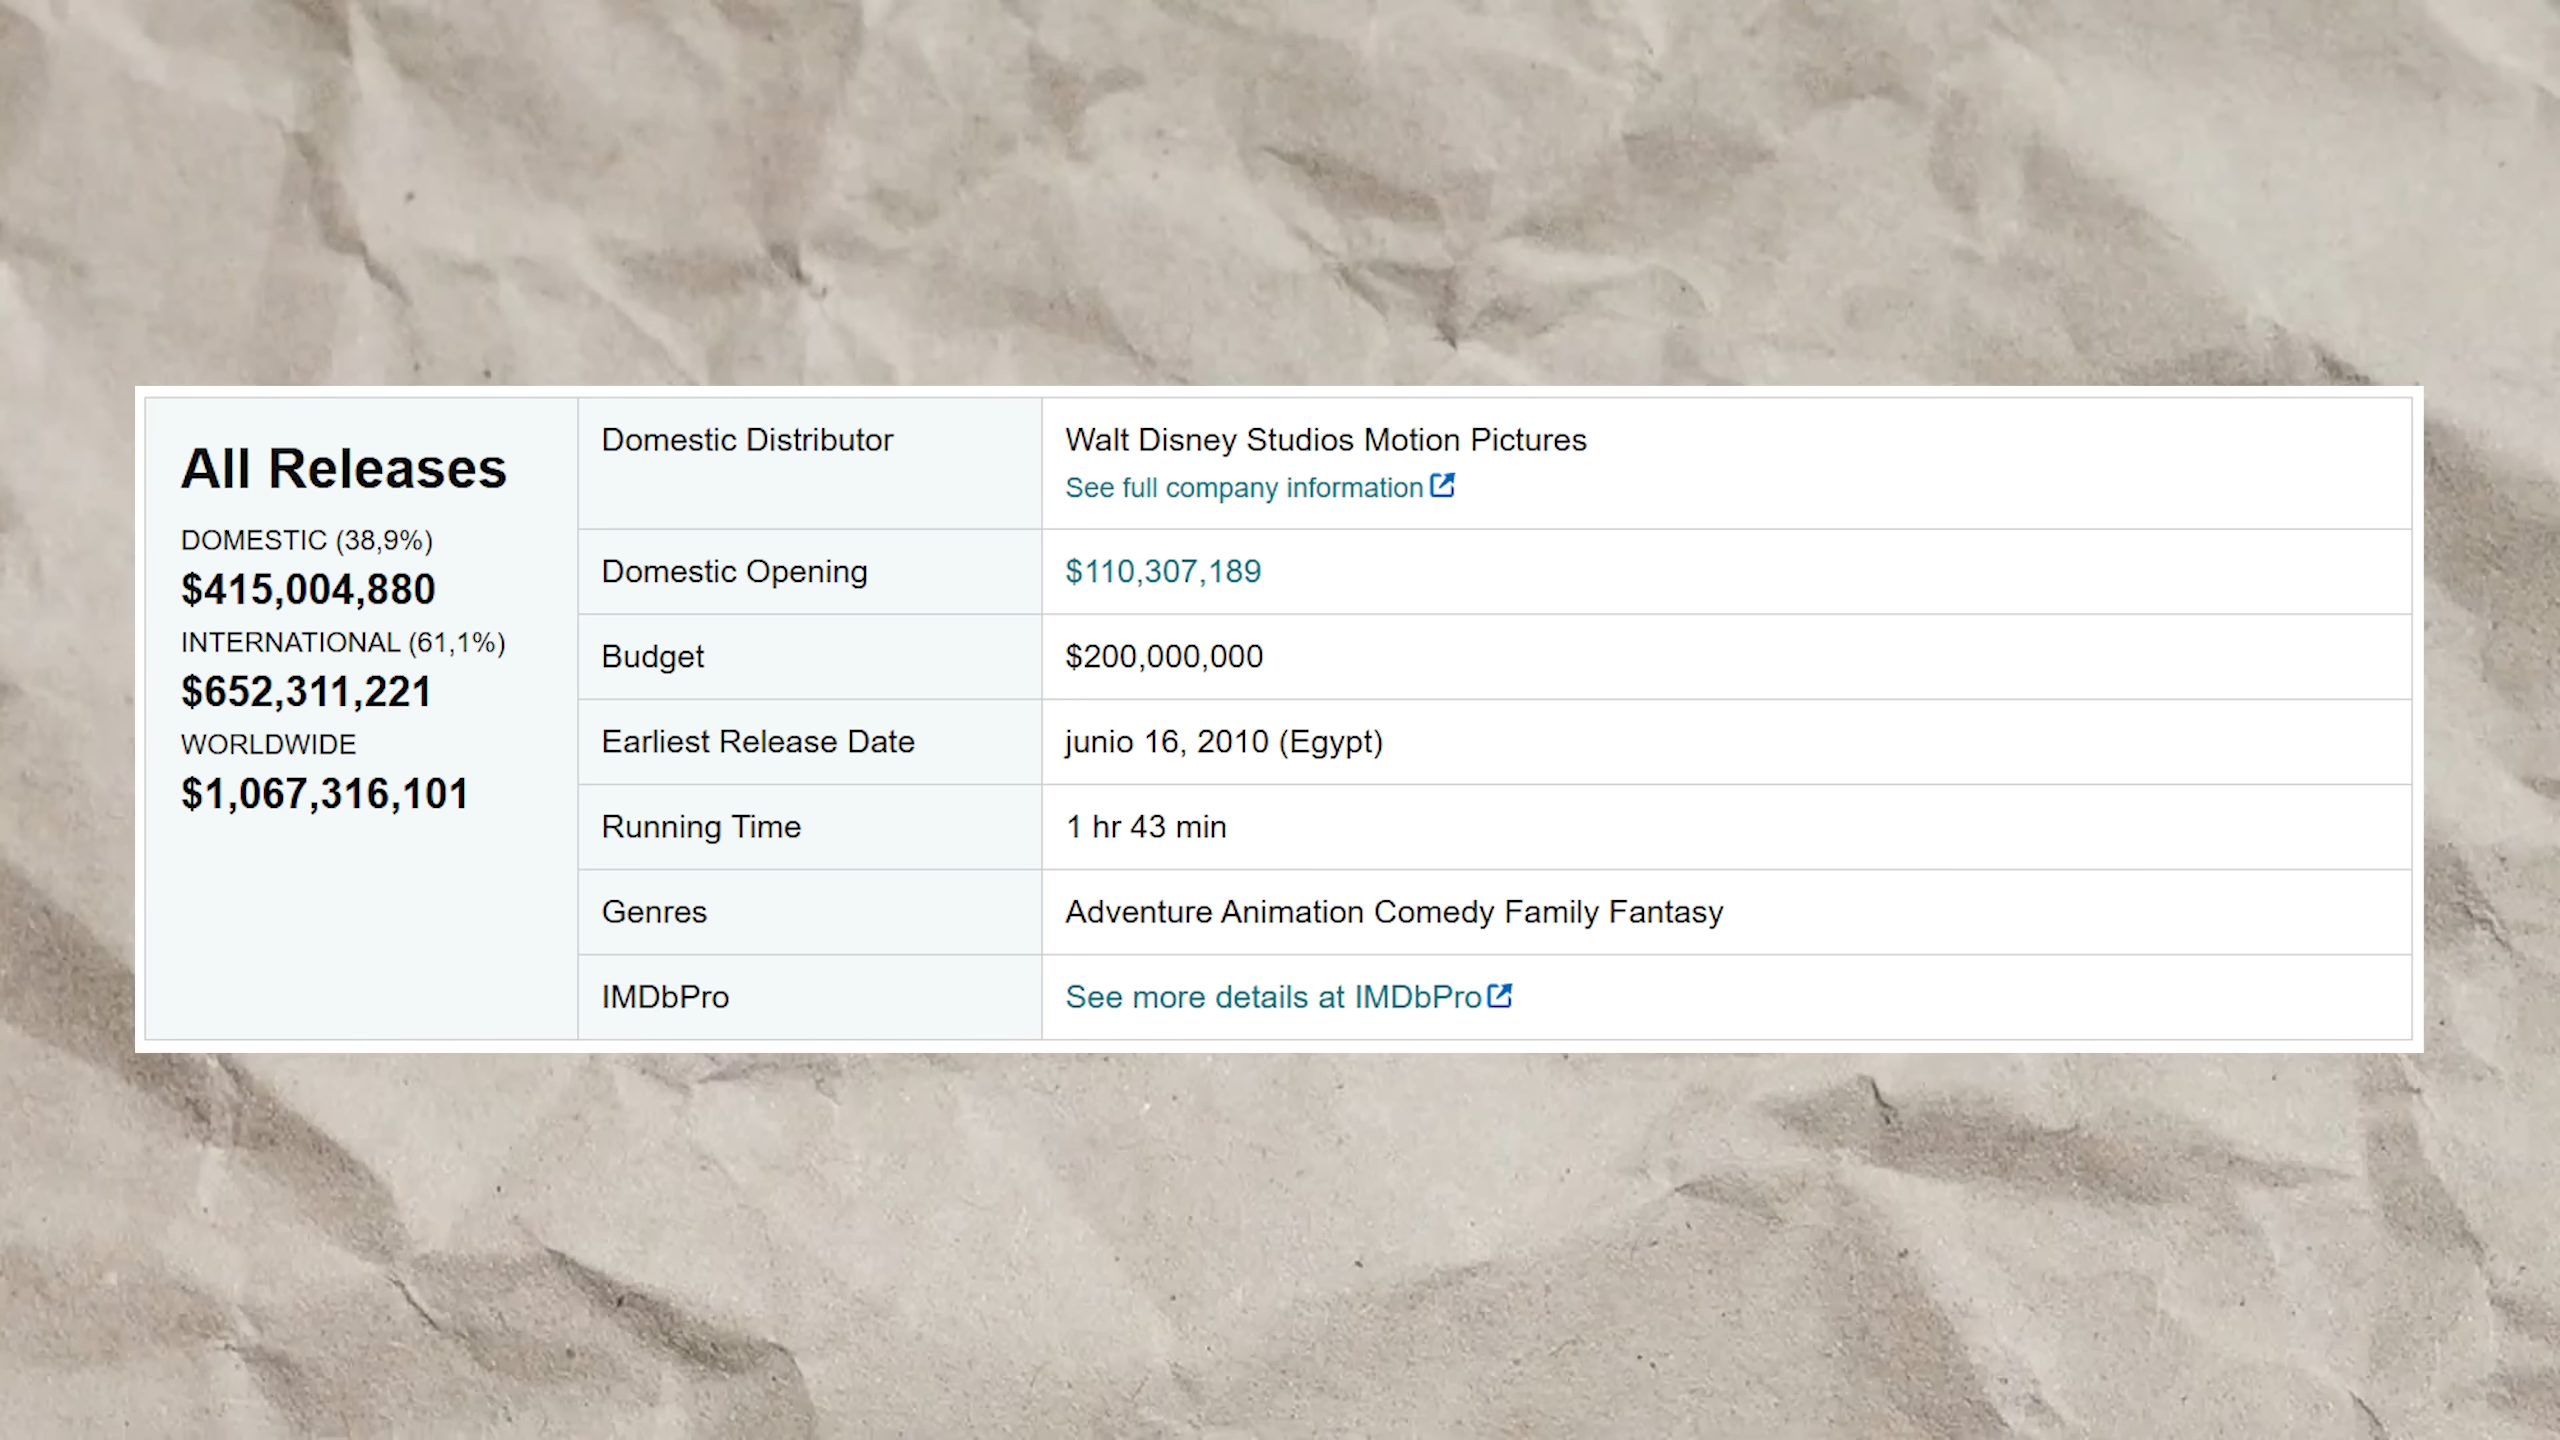 All Releases
DOMESTIC (38,9%)
$415,004,880
INTERNATIONAL (61,1%)
$652,311,221
WORLDWIDE
$1,067,316,101
Domestic Distributor
Walt Disney Studios Motion Pictures
See full company information
Domestic Opening
$110,307,189
Budget
$200,000,000
Earliest Release Date
junio 16, 2010 (Egypt)
Running Time
1 hr 43 min
Genres
Adventure Animation Comedy Family Fantasy
IMDbPro
See more details at IMDbPro